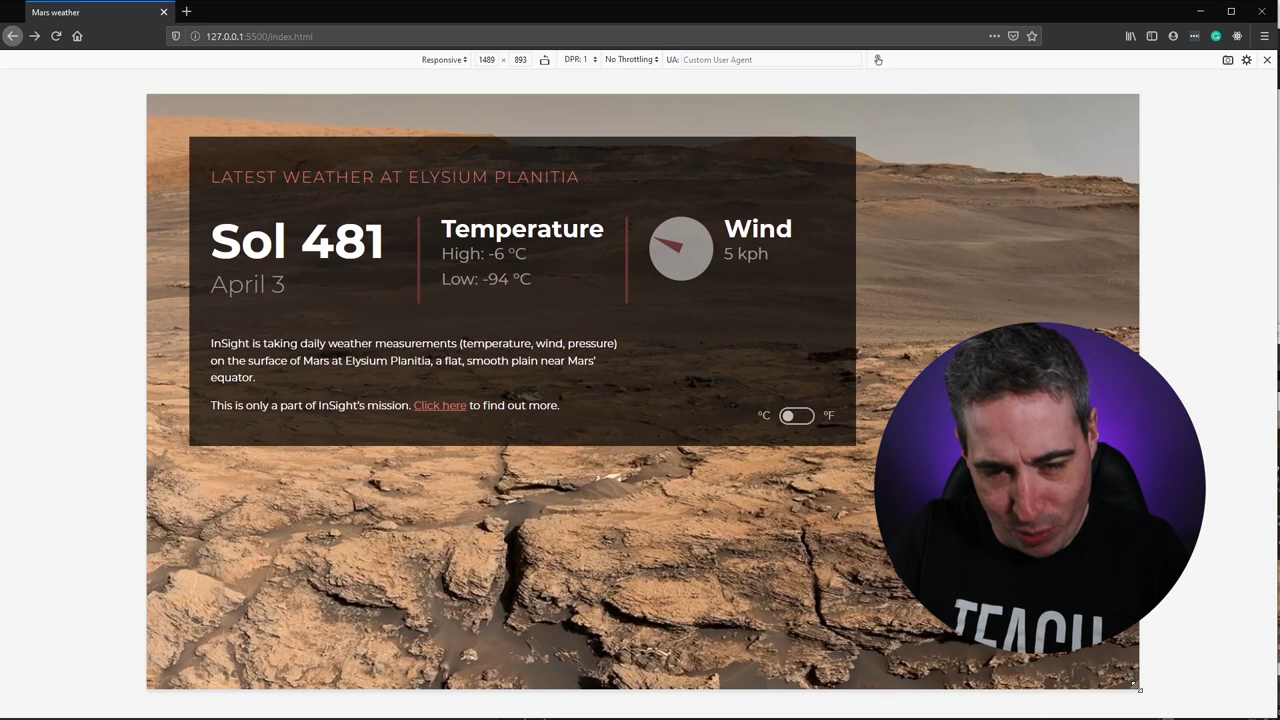 Mars weather
127.0.0.1:5500/index.html
Responsive 1489 × 893 DPR: 1 No Throttling UA: Custom User Agent
LATEST WEATHER AT ELYSIUM PLANITIA
Sol 481
April 3
Temperature
High: -6 °C
Low: -94 °C
Wind
5 kph
InSight is taking daily weather measurements (temperature, wind, pressure)
on the surface of Mars at Elysium Planitia, a flat, smooth plain near Mars'
equator.
This is only a part of InSight's mission. Click here to find out more.
°C °F
TEACH